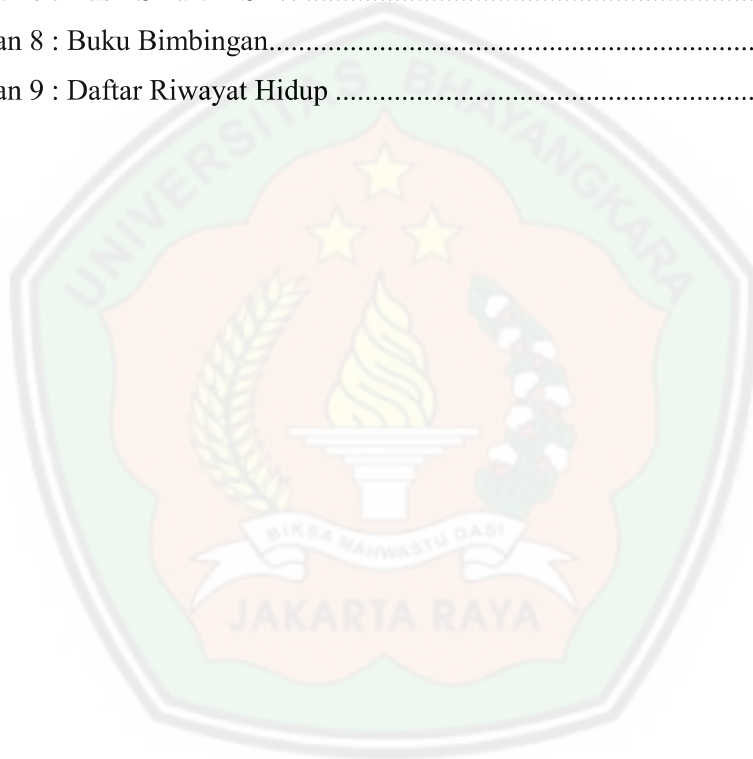 an 8 : Buku Bimbingan..............................................................
an 9 : Daftar Riwayat Hidup .......................................................
UNIVERSITAS BHAYANGKARA
BIKSA MAHWASTU DASI
JAKARTA RAYA